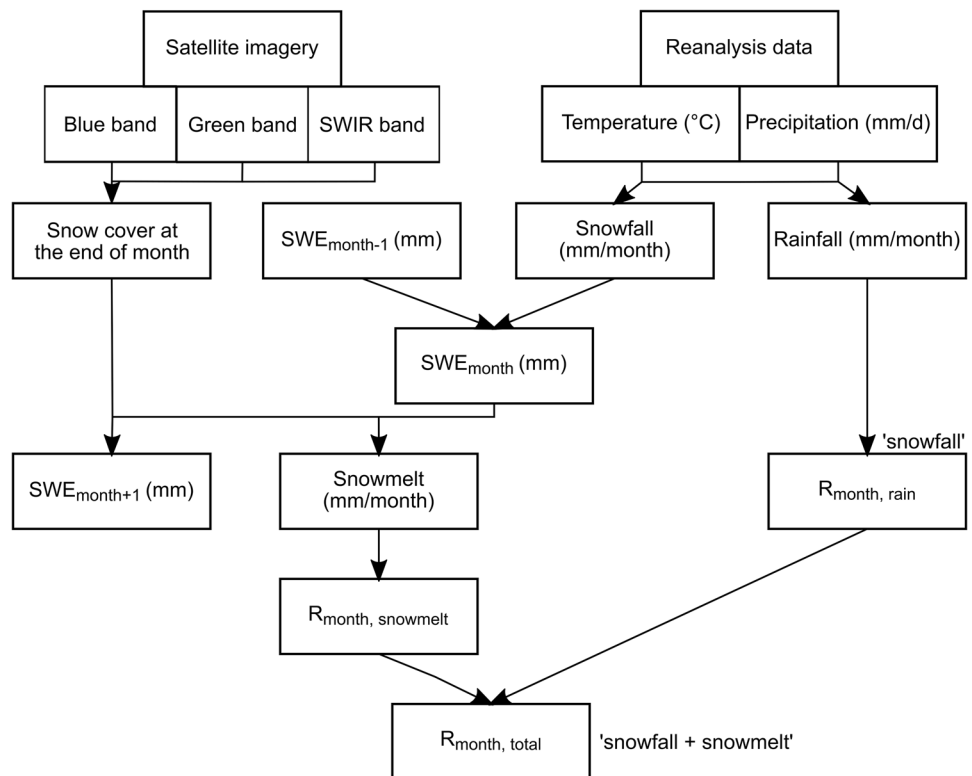 Satellite imagery
Reanalysis data
Blue band
Green band
SWIR band
Temperature (°C)
Precipitation (mm/d)
Snow cover at
the end of month
SWEmonth-1 (mm)
Snowfall
(mm/month)
Rainfall (mm/month)
SWEmonth (mm)
'snowfall'
SWEmonth+1 (mm)
Snowmelt
(mm/month)
Rmonth, rain
Rmonth, snowmelt
Rmonth, total
'snowfall + snowmelt'